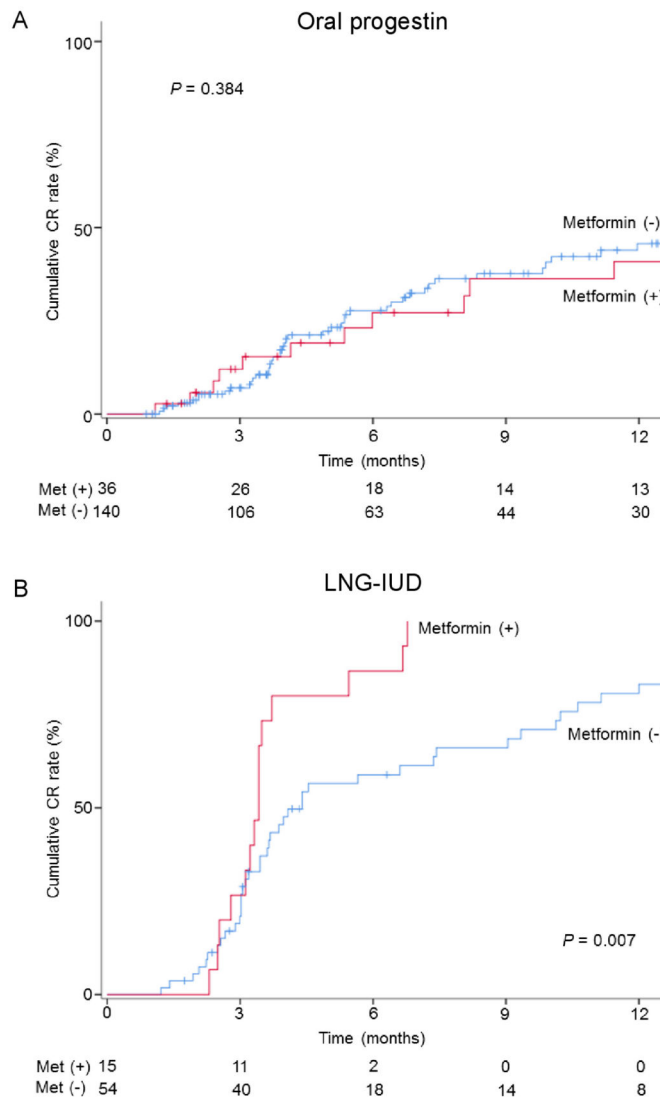 A
Oral progestin
100
P = 0.384
Cumulative CR rate (%)
50
Metformin (-)
Metformin (+)
0
0 3 6 9 12
Time (months)
Met (+) 36 26 18 14 13
Met (-) 140 106 63 44 30
B
LNG-IUD
100
Metformin (+)
Cumulative CR rate (%)
Metformin (-
50
P = 0.007
0
0 3 6 9 12
Time (months)
Met (+) 15 11 2 0 0
Met (-) 54 40 18 14 8